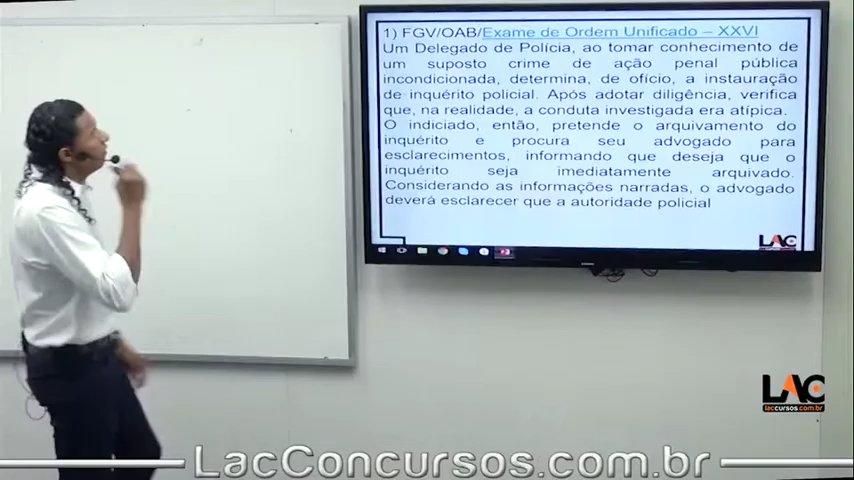 1) FGV/OAB/Exame de Ordem Unificado – XXVI
Um Delegado de Polícia, ao tomar conhecimento de
um suposto crime de ação penal pública
incondicionada, determina, de ofício, a instauração
de inquérito policial. Após adotar diligência, verifica
que, na realidade, a conduta investigada era atípica.
O indiciado, então, pretende o arquivamento do
inquérito e procura seu advogado para
esclarecimentos, informando que deseja que o
inquérito seja imediatamente arquivado.
Considerando as informações narradas, o advogado
deverá esclarecer que a autoridade policial
LAC
LAC
laccursos.com.br
LacConcursos.com.br